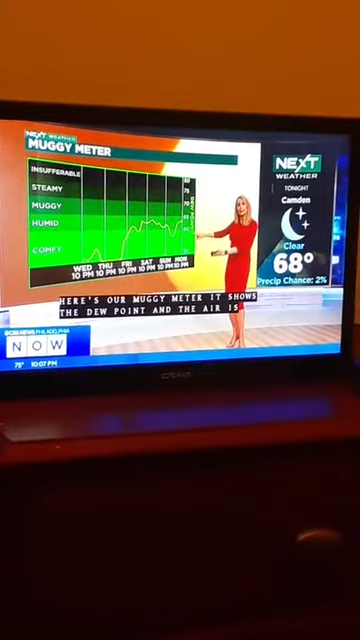 NEXT WEATHER
MUGGY METER
INSUFFERABLE
STEAMY
MUGGY
HUMID
COMFY
80
75
70
65
WED THU FRI SAT SUN MON
10 PM 10 PM 10 PM 10 PM 10 PM 10 PM
NEXT
WEATHER
TONIGHT
Camden
Clear
68°
Precip Chance: 2%
HERE'S OUR MUGGY METER IT SHOWS
THE DEW POINT AND THE AIR IS
CBS NEWS PHILADELPHIA
NOW
75° 10:07 PM